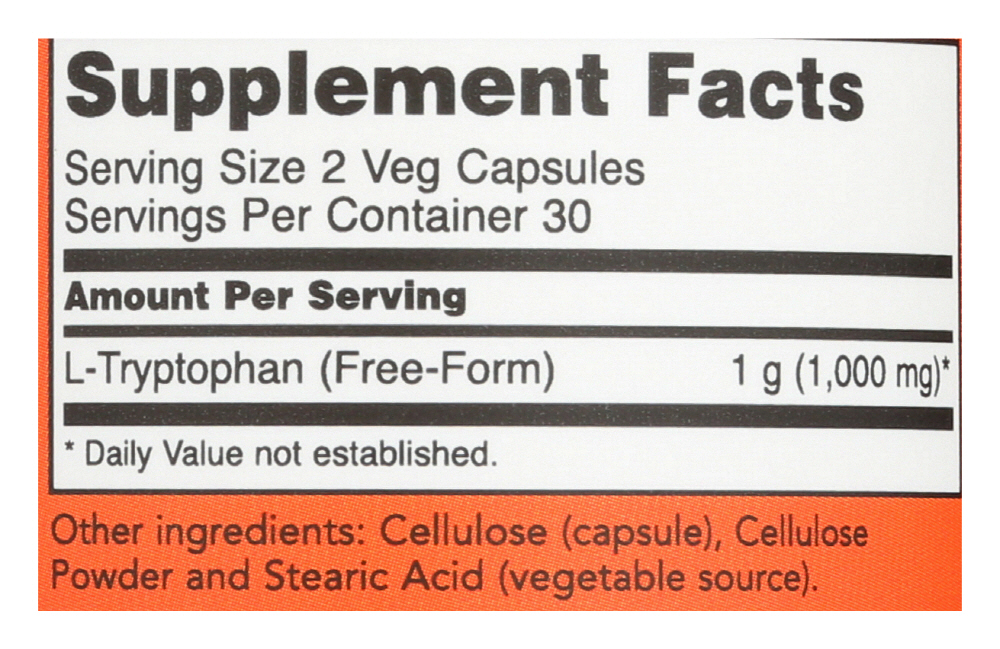 Supplement Facts
Serving Size 2 Veg Capsules
Servings Per Container 30
Amount Per Serving
L-Tryptophan (Free-Form) 1 g (1,000 mg)*
* Daily Value not established.
Other ingredients: Cellulose (capsule), Cellulose
Powder and Stearic Acid (vegetable source).